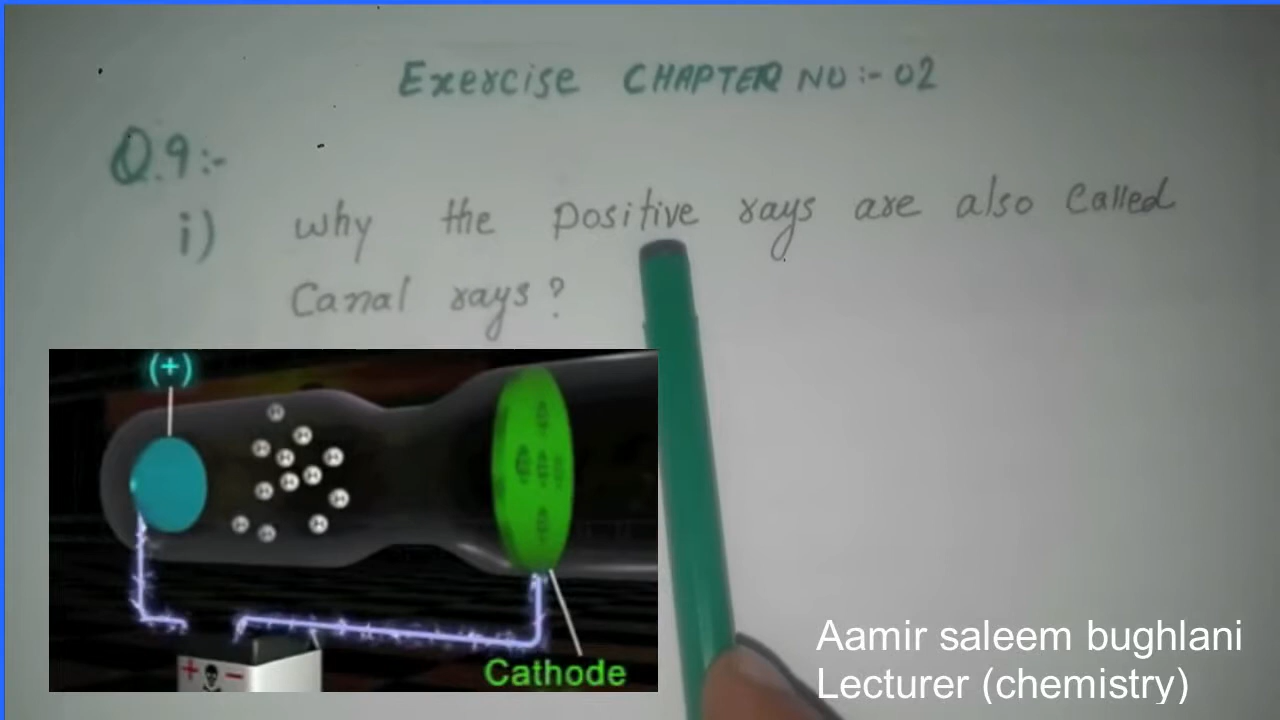 Exercise CHAPTER NO :- 02
Q.9:-
i) why the positive rays are also called
Canal rays ?
(+)
+ -
Cathode
Aamir saleem bughlani
Lecturer (chemistry)